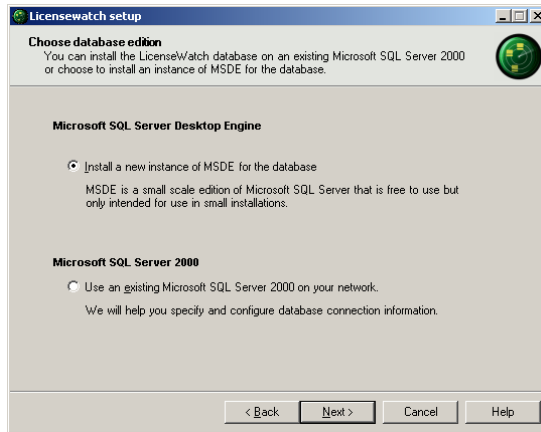 Licensewatch setup
Choose database edition
You can install the LicenseWatch database on an existing Microsoft SQL Server 2000
or choose to install an instance of MSDE for the database.
Microsoft SQL Server Desktop Engine
Install a new instance of MSDE for the database
MSDE is a small scale edition of Microsoft SQL Server that is free to use but
only intended for use in small installations.
Microsoft SQL Server 2000
Use an existing Microsoft SQL Server 2000 on your network.
We will help you specify and configure database connection information.
< Back Next > Cancel Help